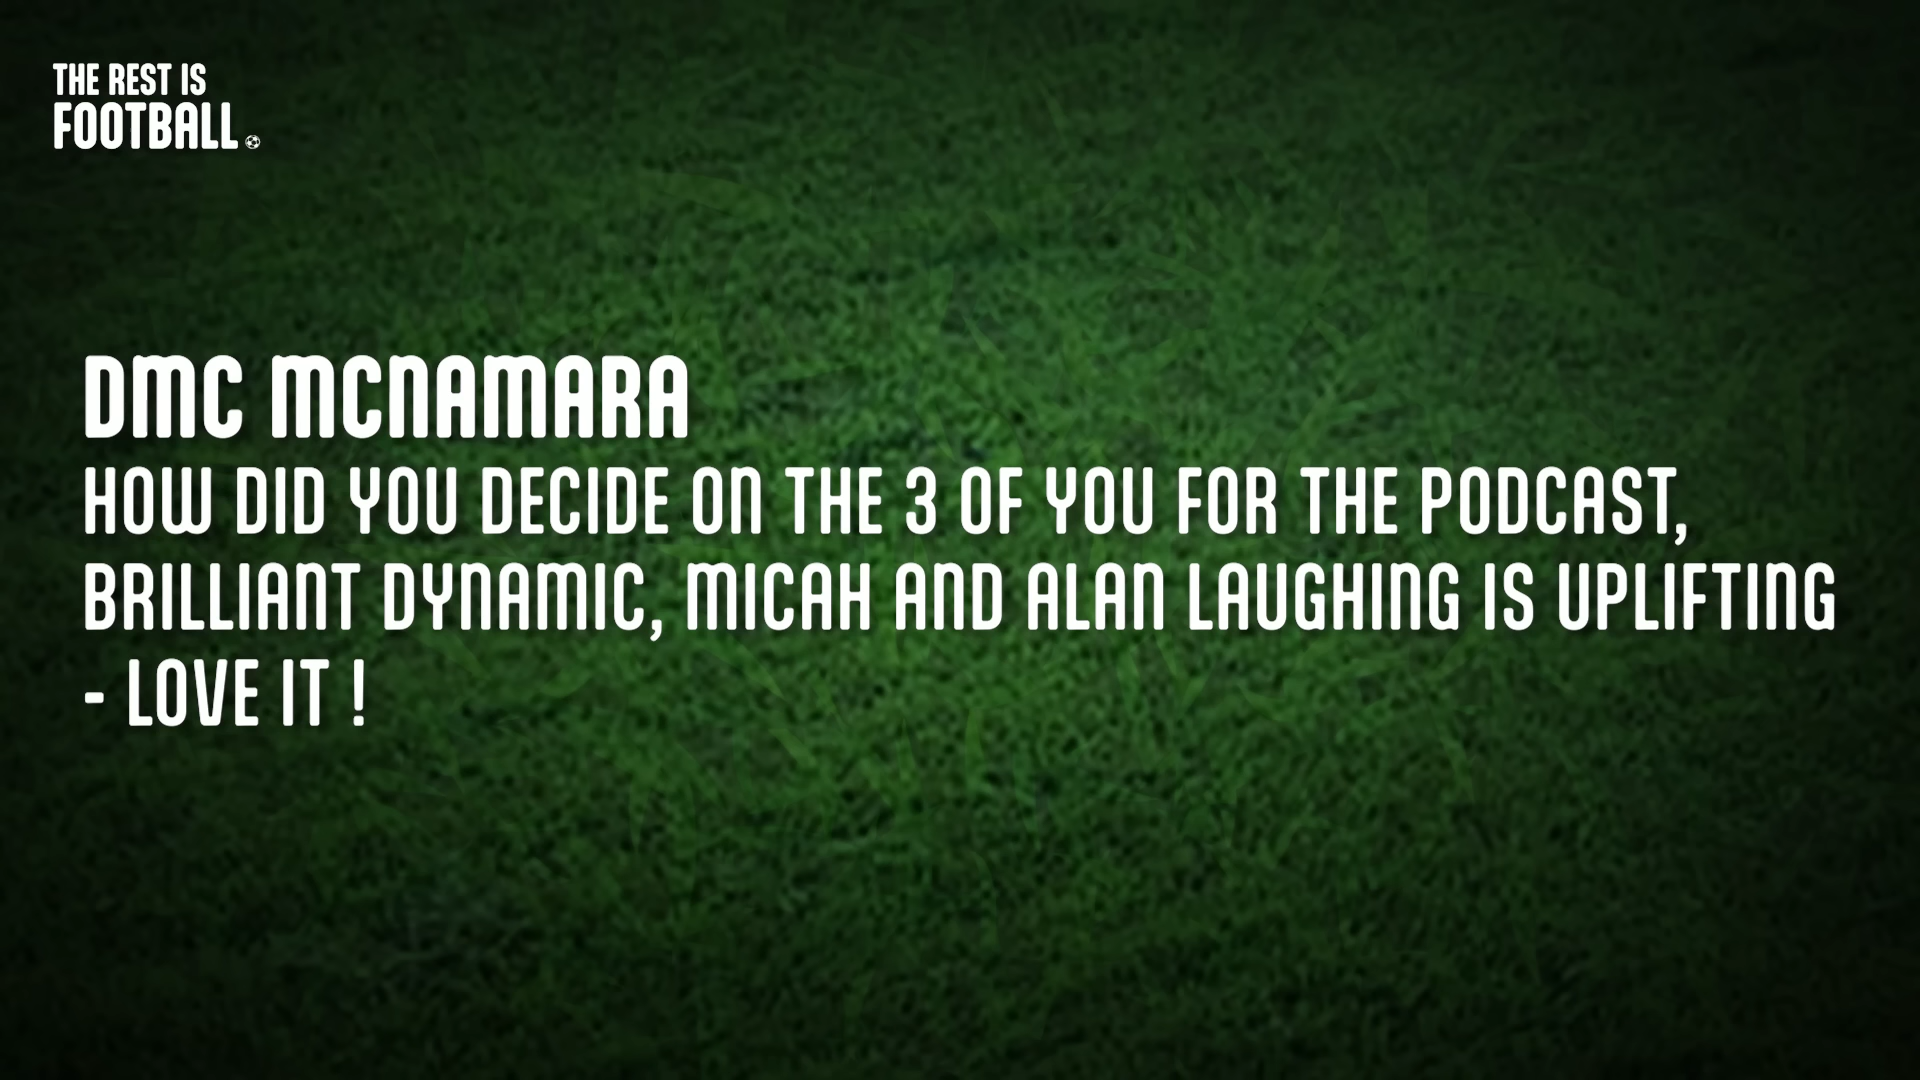 THE REST IS
FOOTBALL
DMC MCNAMARA
HOW DID YOU DECIDE ON THE 3 OF YOU FOR THE PODCAST,
BRILLIANT DYNAMIC, MICAH AND ALAN LAUGHING IS UPLIFTING
- LOVE IT !